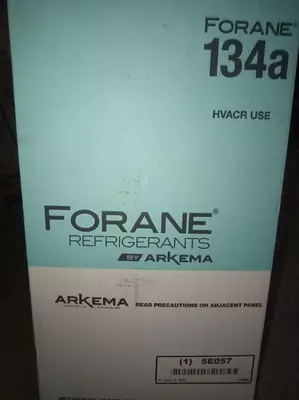 FORANE®
134a
HVACR USE
FORANE®
REFRIGERANTS
BY ARKEMA
ARKEMA
READ PRECAUTIONS ON ADJACENT PANEL
(1) 5E057